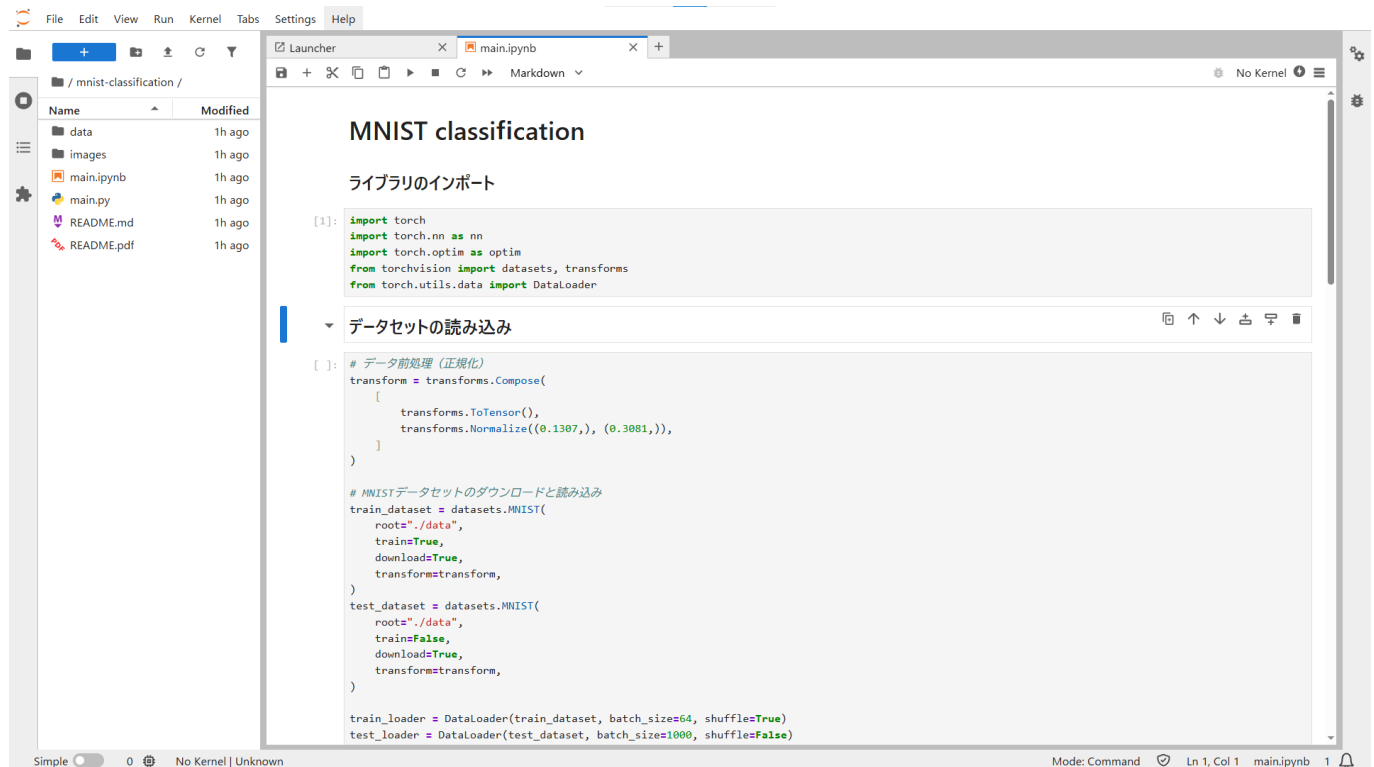 File Edit View Run Kernel Tabs Settings Help
+
/ mnist-classification /
Name Modified
data 1h ago
images 1h ago
main.ipynb 1h ago
main.py 1h ago
README.md 1h ago
README.pdf 1h ago
Launcher main.ipynb
Markdown No Kernel
MNIST classification
ライブラリのインポート
[1]:
import torch
import torch.nn as nn
import torch.optim as optim
from torchvision import datasets, transforms
from torch.utils.data import DataLoader
データセットの読み込み
[ ]:
# データ前処理（正規化）
transform = transforms.Compose(
    [
        transforms.ToTensor(),
        transforms.Normalize((0.1307,), (0.3081,)),
    ]
)
# MNISTデータセットのダウンロードと読み込み
train_dataset = datasets.MNIST(
    root="./data",
    train=True,
    download=True,
    transform=transform,
)
test_dataset = datasets.MNIST(
    root="./data",
    train=False,
    download=True,
    transform=transform,
)
train_loader = DataLoader(train_dataset, batch_size=64, shuffle=True)
test_loader = DataLoader(test_dataset, batch_size=1000, shuffle=False)
Simple 0 No Kernel | Unknown Mode: Command Ln 1, Col 1 main.ipynb 1